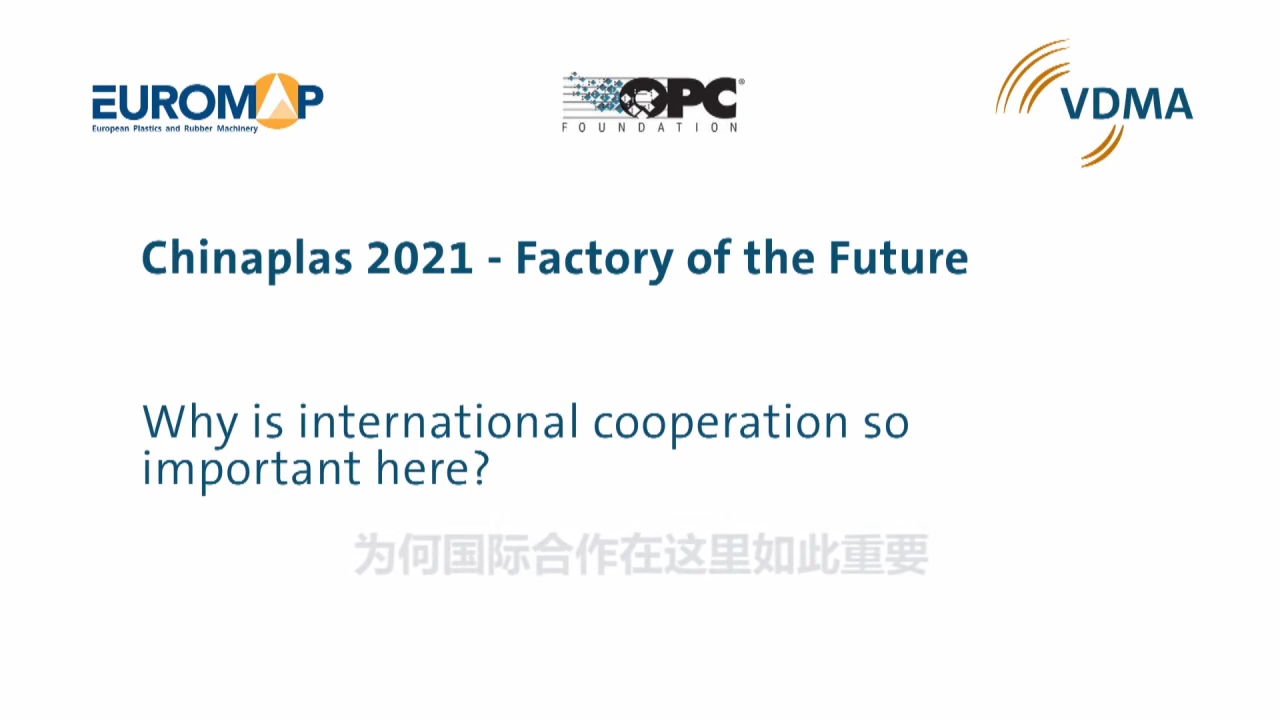 EUROMAP
European Plastics and Rubber Machinery
OPC®
FOUNDATION
VDMA
Chinaplas 2021 - Factory of the Future
Why is international cooperation so
important here?
为何国际合作在这里如此重要